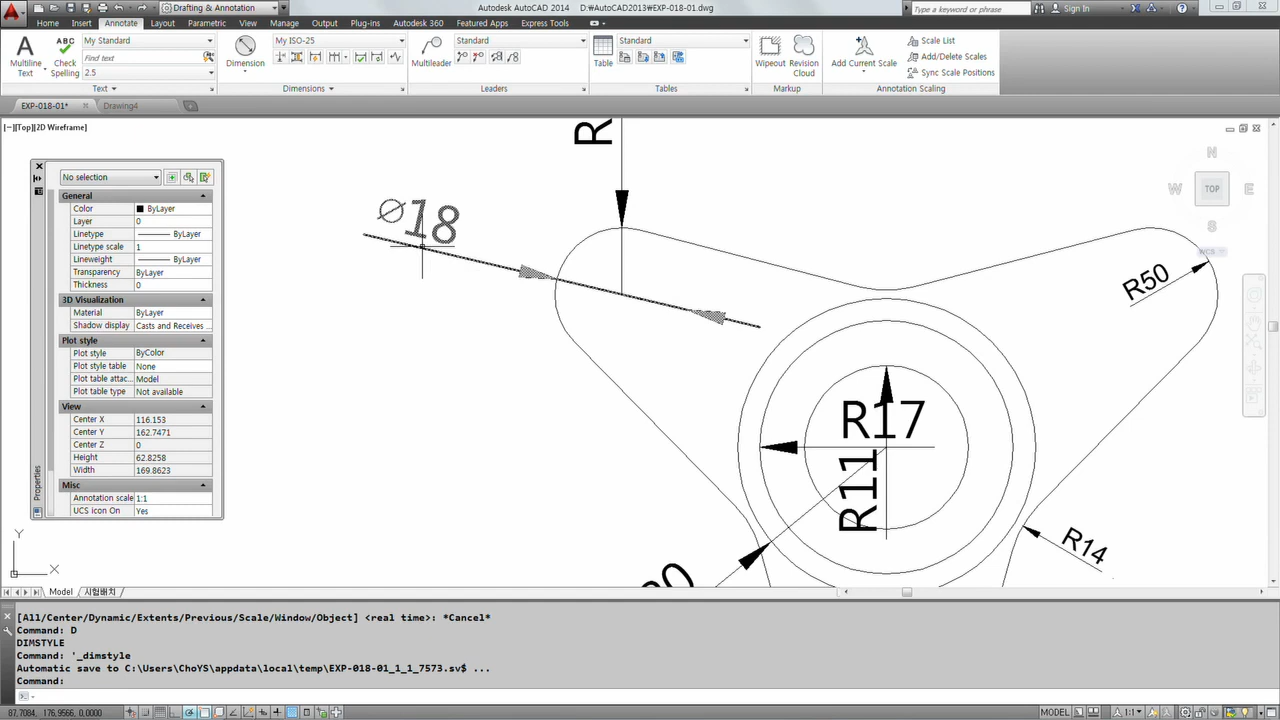 Drafting & Annotation
Autodesk AutoCAD 2014 D:\AutoCAD2013\EXP-018-01.dwg
Type a keyword or phrase
Sign In
Home Insert Annotate Layout Parametric View Manage Output Plug-ins Autodesk 360 Featured Apps Express Tools
Multiline Text
Check Spelling
My Standard
Find text
2.5
Text
Dimension
My ISO-25
Dimensions
Multileader
Standard
Leaders
Table
Standard
Tables
Wipeout
Revision Cloud
Markup
Add Current Scale
Scale List
Add/Delete Scales
Sync Scale Positions
Annotation Scaling
EXP-018-01*
Drawing4
[−][Top][2D Wireframe]
No selection
General
Color ByLayer
Layer 0
Linetype ByLayer
Linetype scale 1
Lineweight ByLayer
Transparency ByLayer
Thickness 0
3D Visualization
Material ByLayer
Shadow display Casts and Receives ...
Plot style
Plot style ByColor
Plot style table None
Plot table attac... Model
Plot table type Not available
View
Center X 116.153
Center Y 162.7471
Center Z 0
Height 62.8258
Width 169.8623
Misc
Annotation scale 1:1
UCS icon On Yes
Properties
R
∅18
R50
R17
R11
R14
N
W TOP E
S
WCS
Y
X
Model 시험배치
[All/Center/Dynamic/Extents/Previous/Scale/Window/Object] <real time>: *Cancel*
Command: D
DIMSTYLE
Command: '_dimstyle
Automatic save to C:\Users\ChoYS\appdata\local\temp\EXP-018-01_1_1_7573.sv$ ...
Command:
87.7084, 176.9566, 0.0000
MODEL
1:1